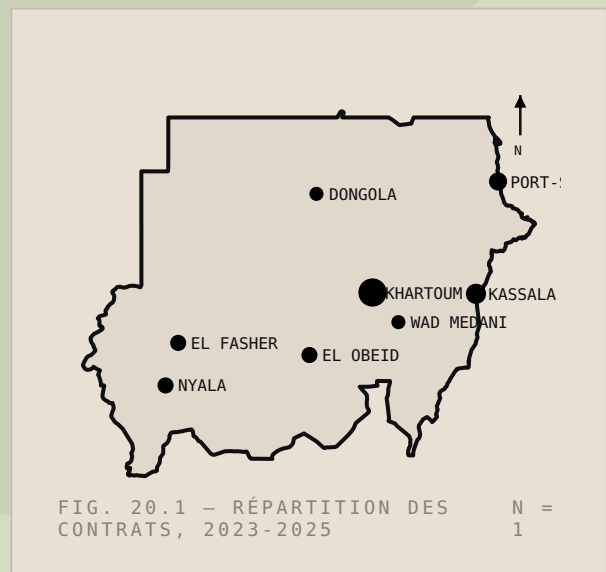 N
PORT-
DONGOLA
KHARTOUM
KASSALA
WAD MEDANI
EL FASHER
EL OBEID
NYALA
FIG. 20.1 — RÉPARTITION DES
CONTRATS, 2023-2025
N =
1